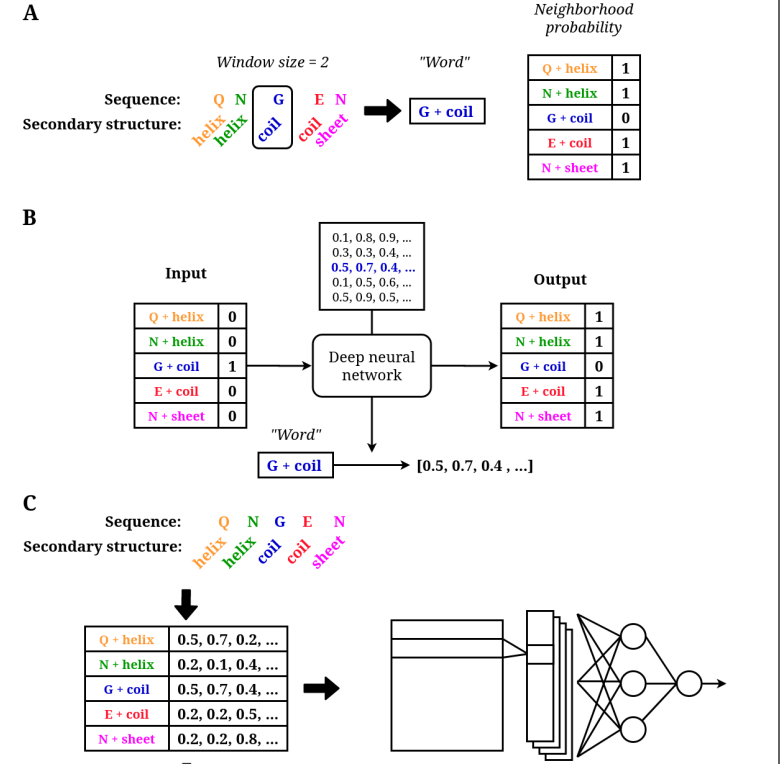 A
Neighborhood
probability
Window size = 2
"Word"
Sequence: Q N G E N
Secondary structure: helix helix coil coil sheet
G + coil
Q + helix 1
N + helix 1
G + coil 0
E + coil 1
N + sheet 1
B
0.1, 0.8, 0.9, ...
0.3, 0.3, 0.4, ...
0.5, 0.7, 0.4, ...
0.1, 0.5, 0.6, ...
0.5, 0.9, 0.5, ...
Input
Q + helix 0
N + helix 0
G + coil 1
E + coil 0
N + sheet 0
Deep neural
network
Output
Q + helix 1
N + helix 1
G + coil 0
E + coil 1
N + sheet 1
"Word"
G + coil
[0.5, 0.7, 0.4 , ...]
C
Sequence: Q N G E N
Secondary structure: helix helix coil coil sheet
Q + helix 0.5, 0.7, 0.2, ...
N + helix 0.2, 0.1, 0.4, ...
G + coil 0.5, 0.7, 0.4, ...
E + coil 0.2, 0.2, 0.5, ...
N + sheet 0.2, 0.2, 0.8, ...